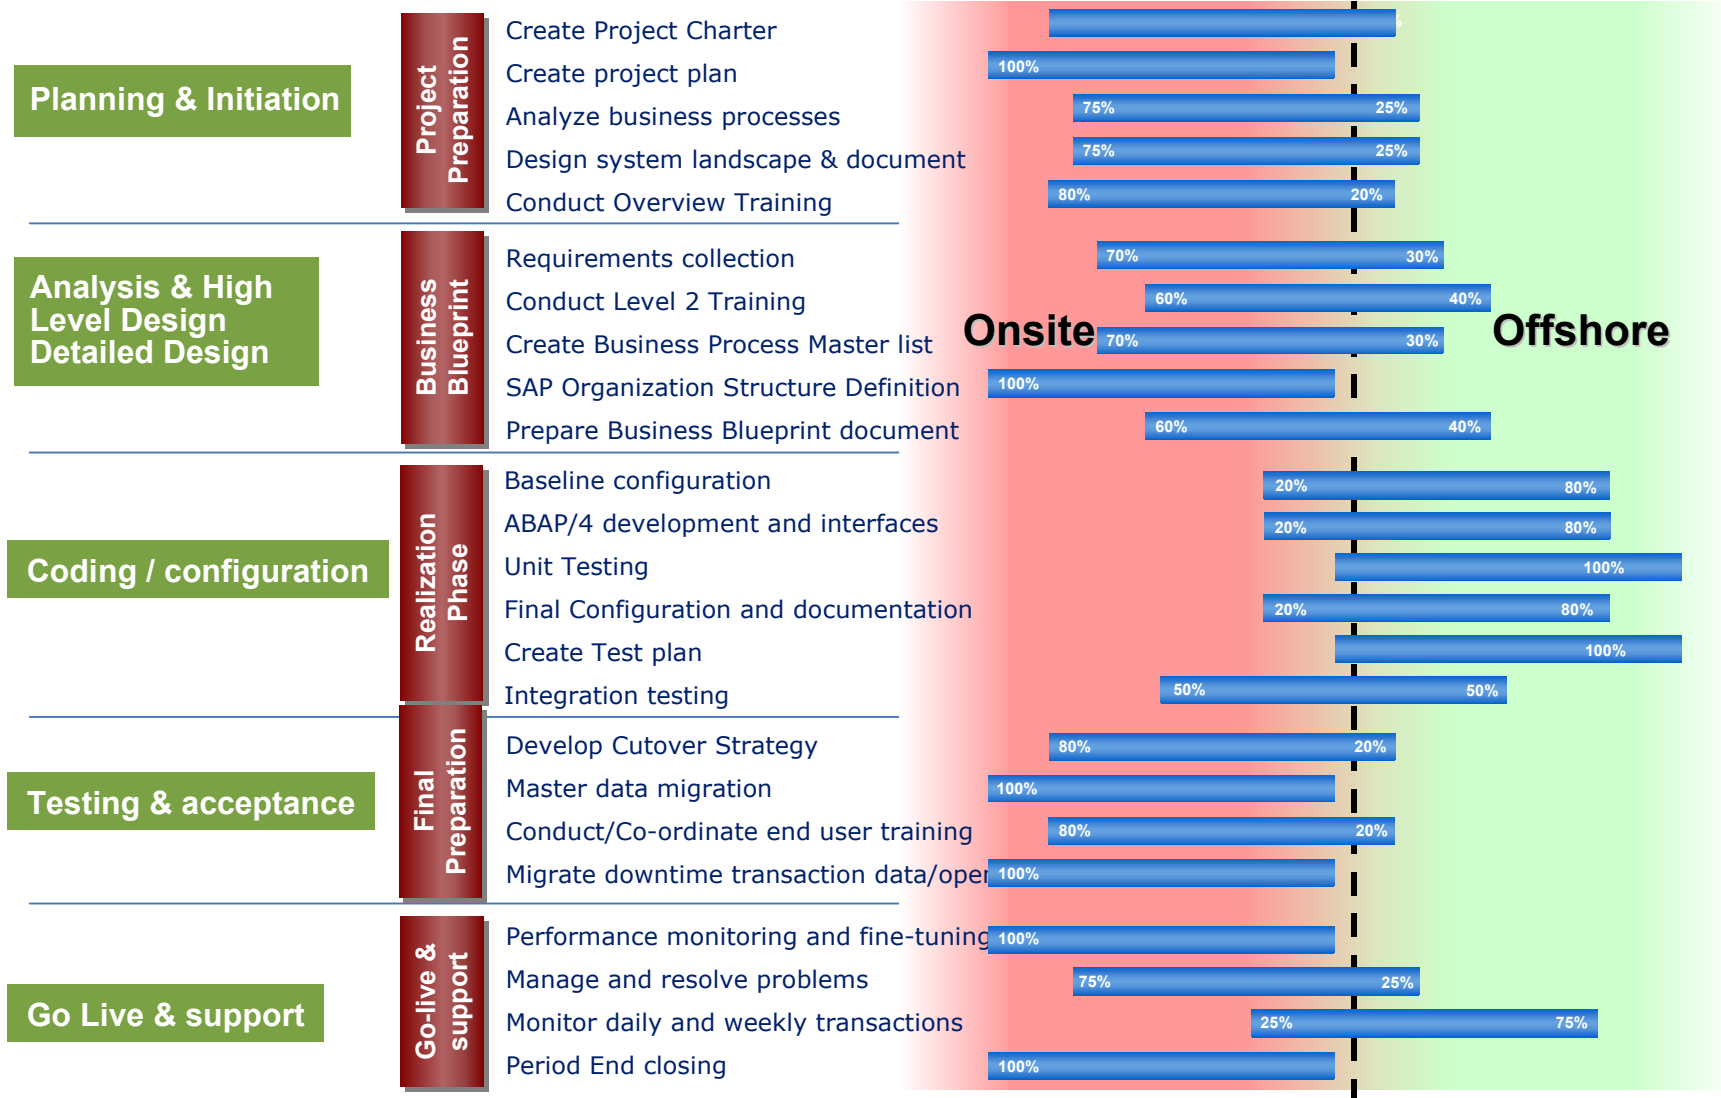 Planning & Initiation
Project
Preparation
Create Project Charter
Create project plan
100%
Analyze business processes
75% 25%
Design system landscape & document
75% 25%
Conduct Overview Training
80% 20%
Analysis & High
Level Design
Detailed Design
Business
Blueprint
Requirements collection
70% 30%
Conduct Level 2 Training
60% 40%
Onsite
Offshore
Create Business Process Master list
70% 30%
SAP Organization Structure Definition
100%
Prepare Business Blueprint document
60% 40%
Coding / configuration
Realization
Phase
Baseline configuration
20% 80%
ABAP/4 development and interfaces
20% 80%
Unit Testing
100%
Final Configuration and documentation
20% 80%
Create Test plan
100%
Integration testing
50% 50%
Testing & acceptance
Final
Preparation
Develop Cutover Strategy
80% 20%
Master data migration
100%
Conduct/Co-ordinate end user training
80% 20%
Migrate downtime transaction data/open
100%
Go Live & support
Go-live &
support
Performance monitoring and fine-tuning
100%
Manage and resolve problems
75% 25%
Monitor daily and weekly transactions
25% 75%
Period End closing
100%